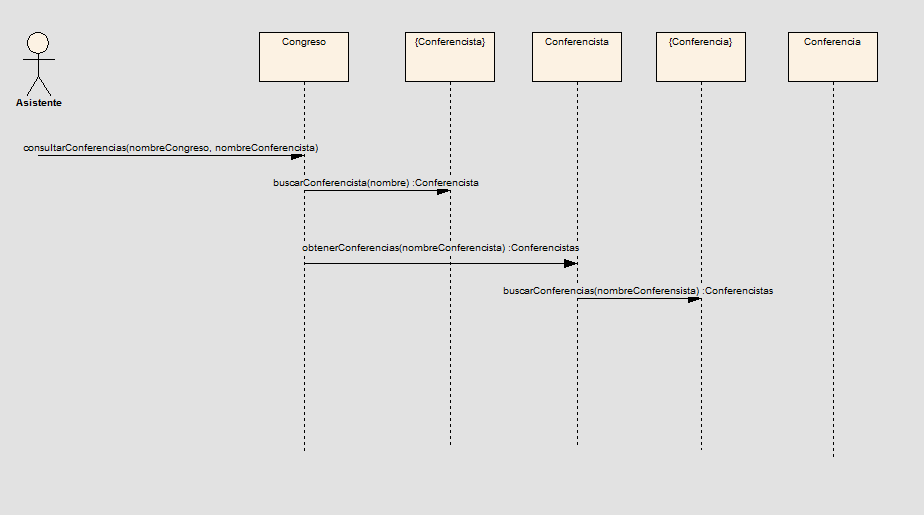 Congreso
{Conferencista}
Conferencista
{Conferencia}
Conferencia
Asistente
consultarConferencias(nombreCongreso, nombreConferencista)
buscarConferencista(nombre) :Conferencista
obtenerConferencias(nombreConferencista) :Conferencistas
buscarConferencias(nombreConferensista) :Conferencistas